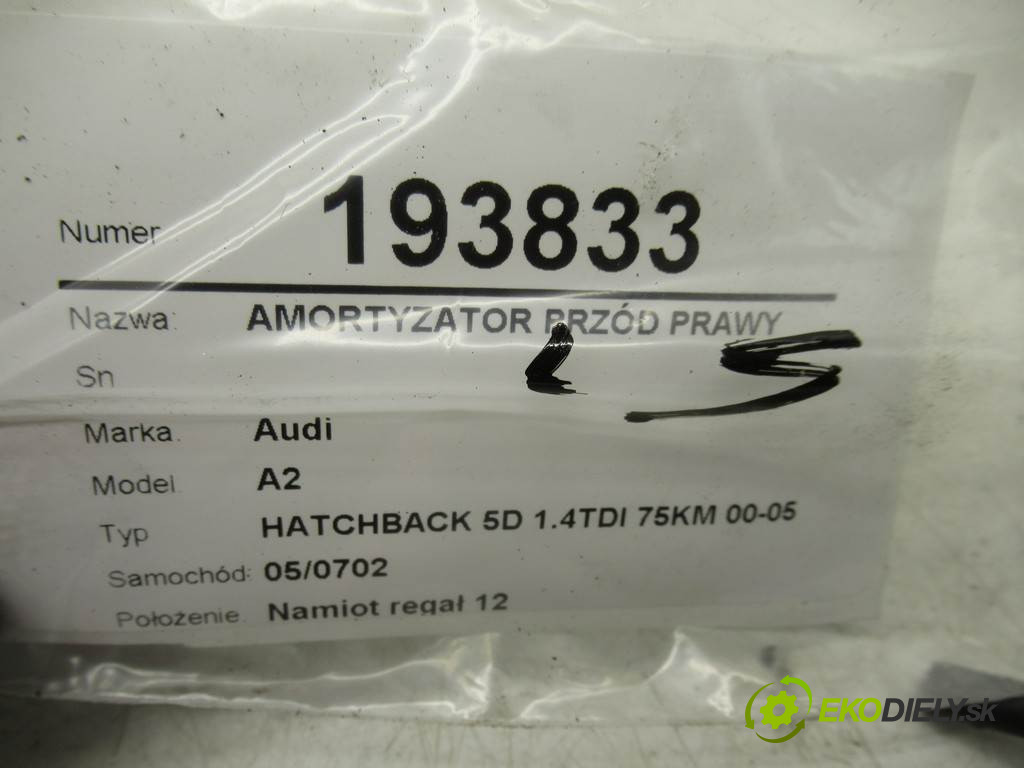 Numer 193833
Nazwa: AMORTYZATOR PRZÓD PRAWY
Sn
Marka. Audi
Model A2
Typ HATCHBACK 5D 1.4TDI 75KM 00-05
Samochód: 05/0702
Położenie. Namiot regał 12
EKODIELY.sk